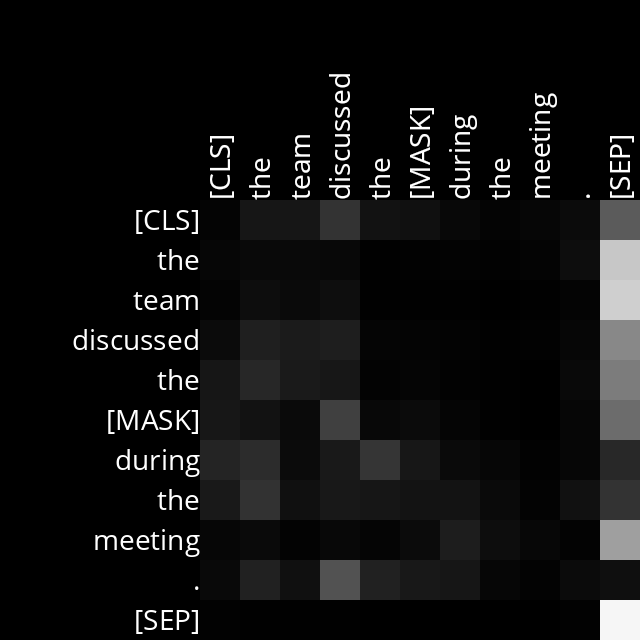 [CLS]
the
team
discussed
the
[MASK]
during
the
meeting
.
[SEP]
[CLS]
the
team
discussed
the
[MASK]
during
the
meeting
.
[SEP]